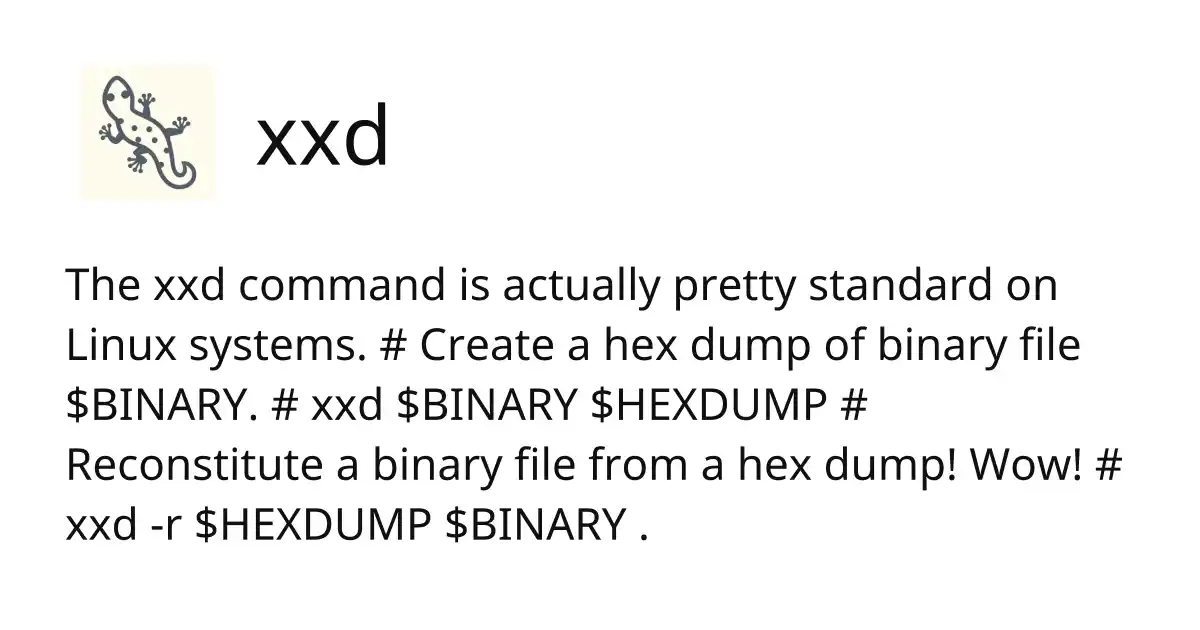 xxd
The xxd command is actually pretty standard on
Linux systems. # Create a hex dump of binary file
$BINARY. # xxd $BINARY $HEXDUMP #
Reconstitute a binary file from a hex dump! Wow! #
xxd -r $HEXDUMP $BINARY .